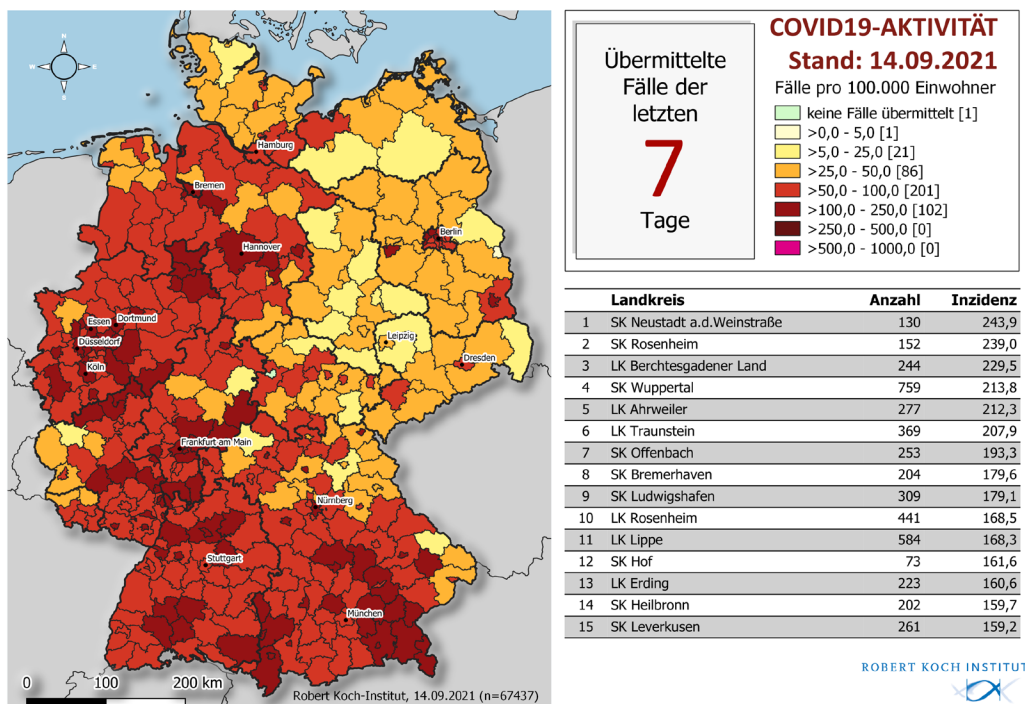 N
W
E
S
Hamburg
Bremen
Berlin
Hannover
Essen
Dortmund
Düsseldorf
Köln
Leipzig
Dresden
Frankfurt am Main
Nürnberg
Stuttgart
München
0 100 200 km
Robert Koch-Institut, 14.09.2021 (n=67437)
Übermittelte
Fälle der
letzten
7
Tage
COVID19-AKTIVITÄT
Stand: 14.09.2021
Fälle pro 100.000 Einwohner
keine Fälle übermittelt [1]
>0,0 - 5,0 [1]
>5,0 - 25,0 [21]
>25,0 - 50,0 [86]
>50,0 - 100,0 [201]
>100,0 - 250,0 [102]
>250,0 - 500,0 [0]
>500,0 - 1000,0 [0]
Landkreis Anzahl Inzidenz
1 SK Neustadt a.d.Weinstraße 130 243,9
2 SK Rosenheim 152 239,0
3 LK Berchtesgadener Land 244 229,5
4 SK Wuppertal 759 213,8
5 LK Ahrweiler 277 212,3
6 LK Traunstein 369 207,9
7 SK Offenbach 253 193,3
8 SK Bremerhaven 204 179,6
9 SK Ludwigshafen 309 179,1
10 LK Rosenheim 441 168,5
11 LK Lippe 584 168,3
12 SK Hof 73 161,6
13 LK Erding 223 160,6
14 SK Heilbronn 202 159,7
15 SK Leverkusen 261 159,2
ROBERT KOCH INSTITUT